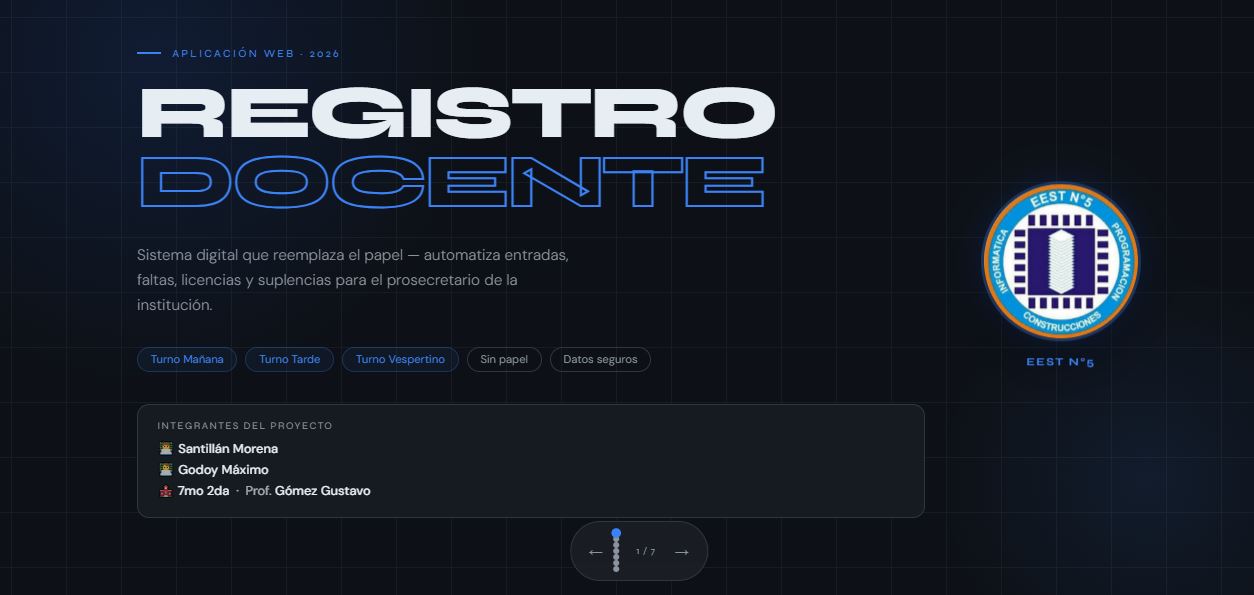 APLICACIÓN WEB · 2026
REGISTRO
DOCENTE
Sistema digital que reemplaza el papel — automatiza entradas,
faltas, licencias y suplencias para el prosecretario de la
institución.
Turno Mañana
Turno Tarde
Turno Vespertino
Sin papel
Datos seguros
EEST N°5
INFORMATICA
PROGRAMACION
CONSTRUCCIONES
EEST N°5
INTEGRANTES DEL PROYECTO
Santillán Morena
Godoy Máximo
7mo 2da · Prof. Gómez Gustavo
← 1 / 7 →